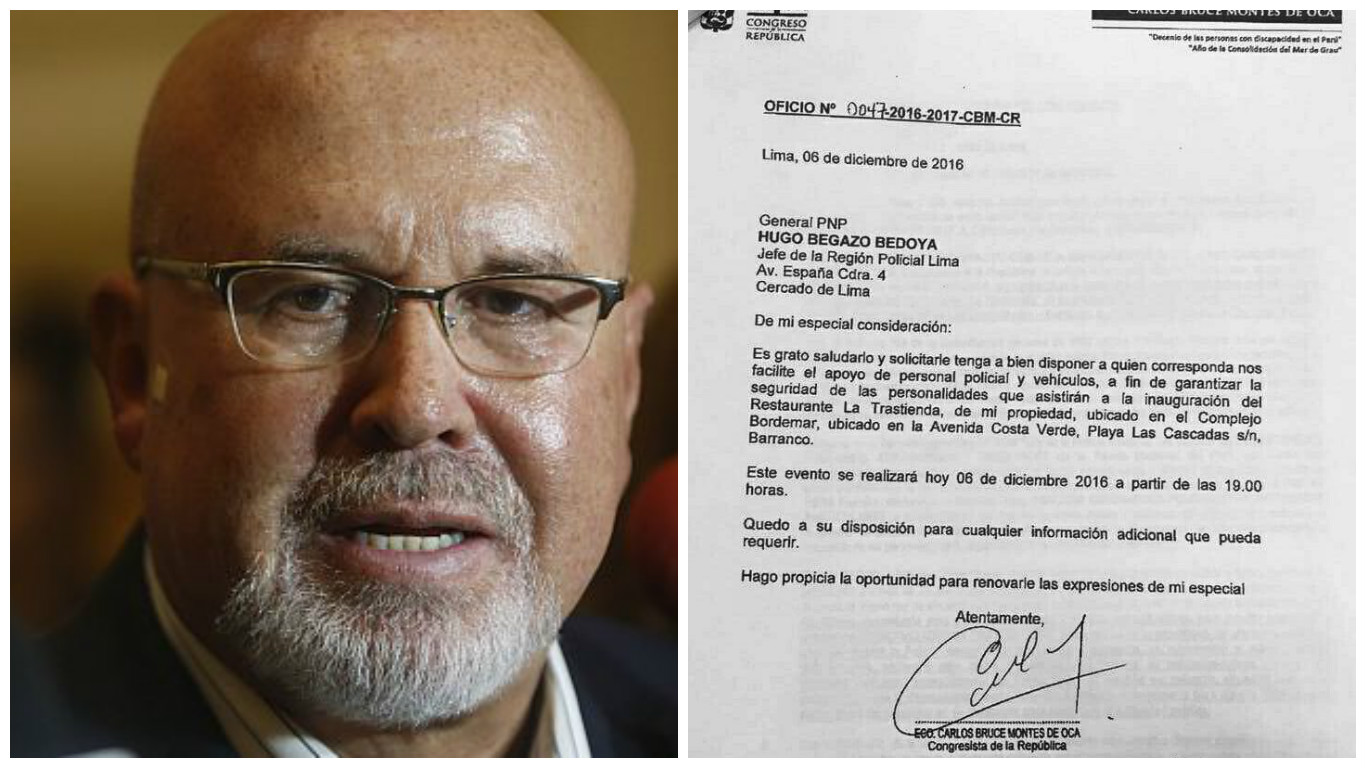 CONGRESO
REPÚBLICA
CARLOS BRUCE MONTES DE OCA
"Decenio de las personas con discapacidad en el Perú"
"Año de la Consolidación del Mar de Grau"
OFICIO Nº 0047-2016-2017-CBM-CR
Lima, 06 de diciembre de 2016
General PNP
HUGO BEGAZO BEDOYA
Jefe de la Región Policial Lima
Av. España Cdra. 4
Cercado de Lima
De mi especial consideración:
Es grato saludarlo y solicitarle tenga a bien disponer a quien corresponda nos
facilite el apoyo de personal policial y vehículos, a fin de garantizar la
seguridad de las personalidades que asistirán a la inauguración del
Restaurante La Trastienda, de mi propiedad, ubicado en el Complejo
Bordemar, ubicado en la Avenida Costa Verde, Playa Las Cascadas s/n,
Barranco.
Este evento se realizará hoy 06 de diciembre 2016 a partir de las 19.00
horas.
Quedo a su disposición para cualquier información adicional que pueda
requerir.
Hago propicia la oportunidad para renovarle las expresiones de mi especial
Atentamente,
ECO. CARLOS BRUCE MONTES DE OCA
Congresista de la República